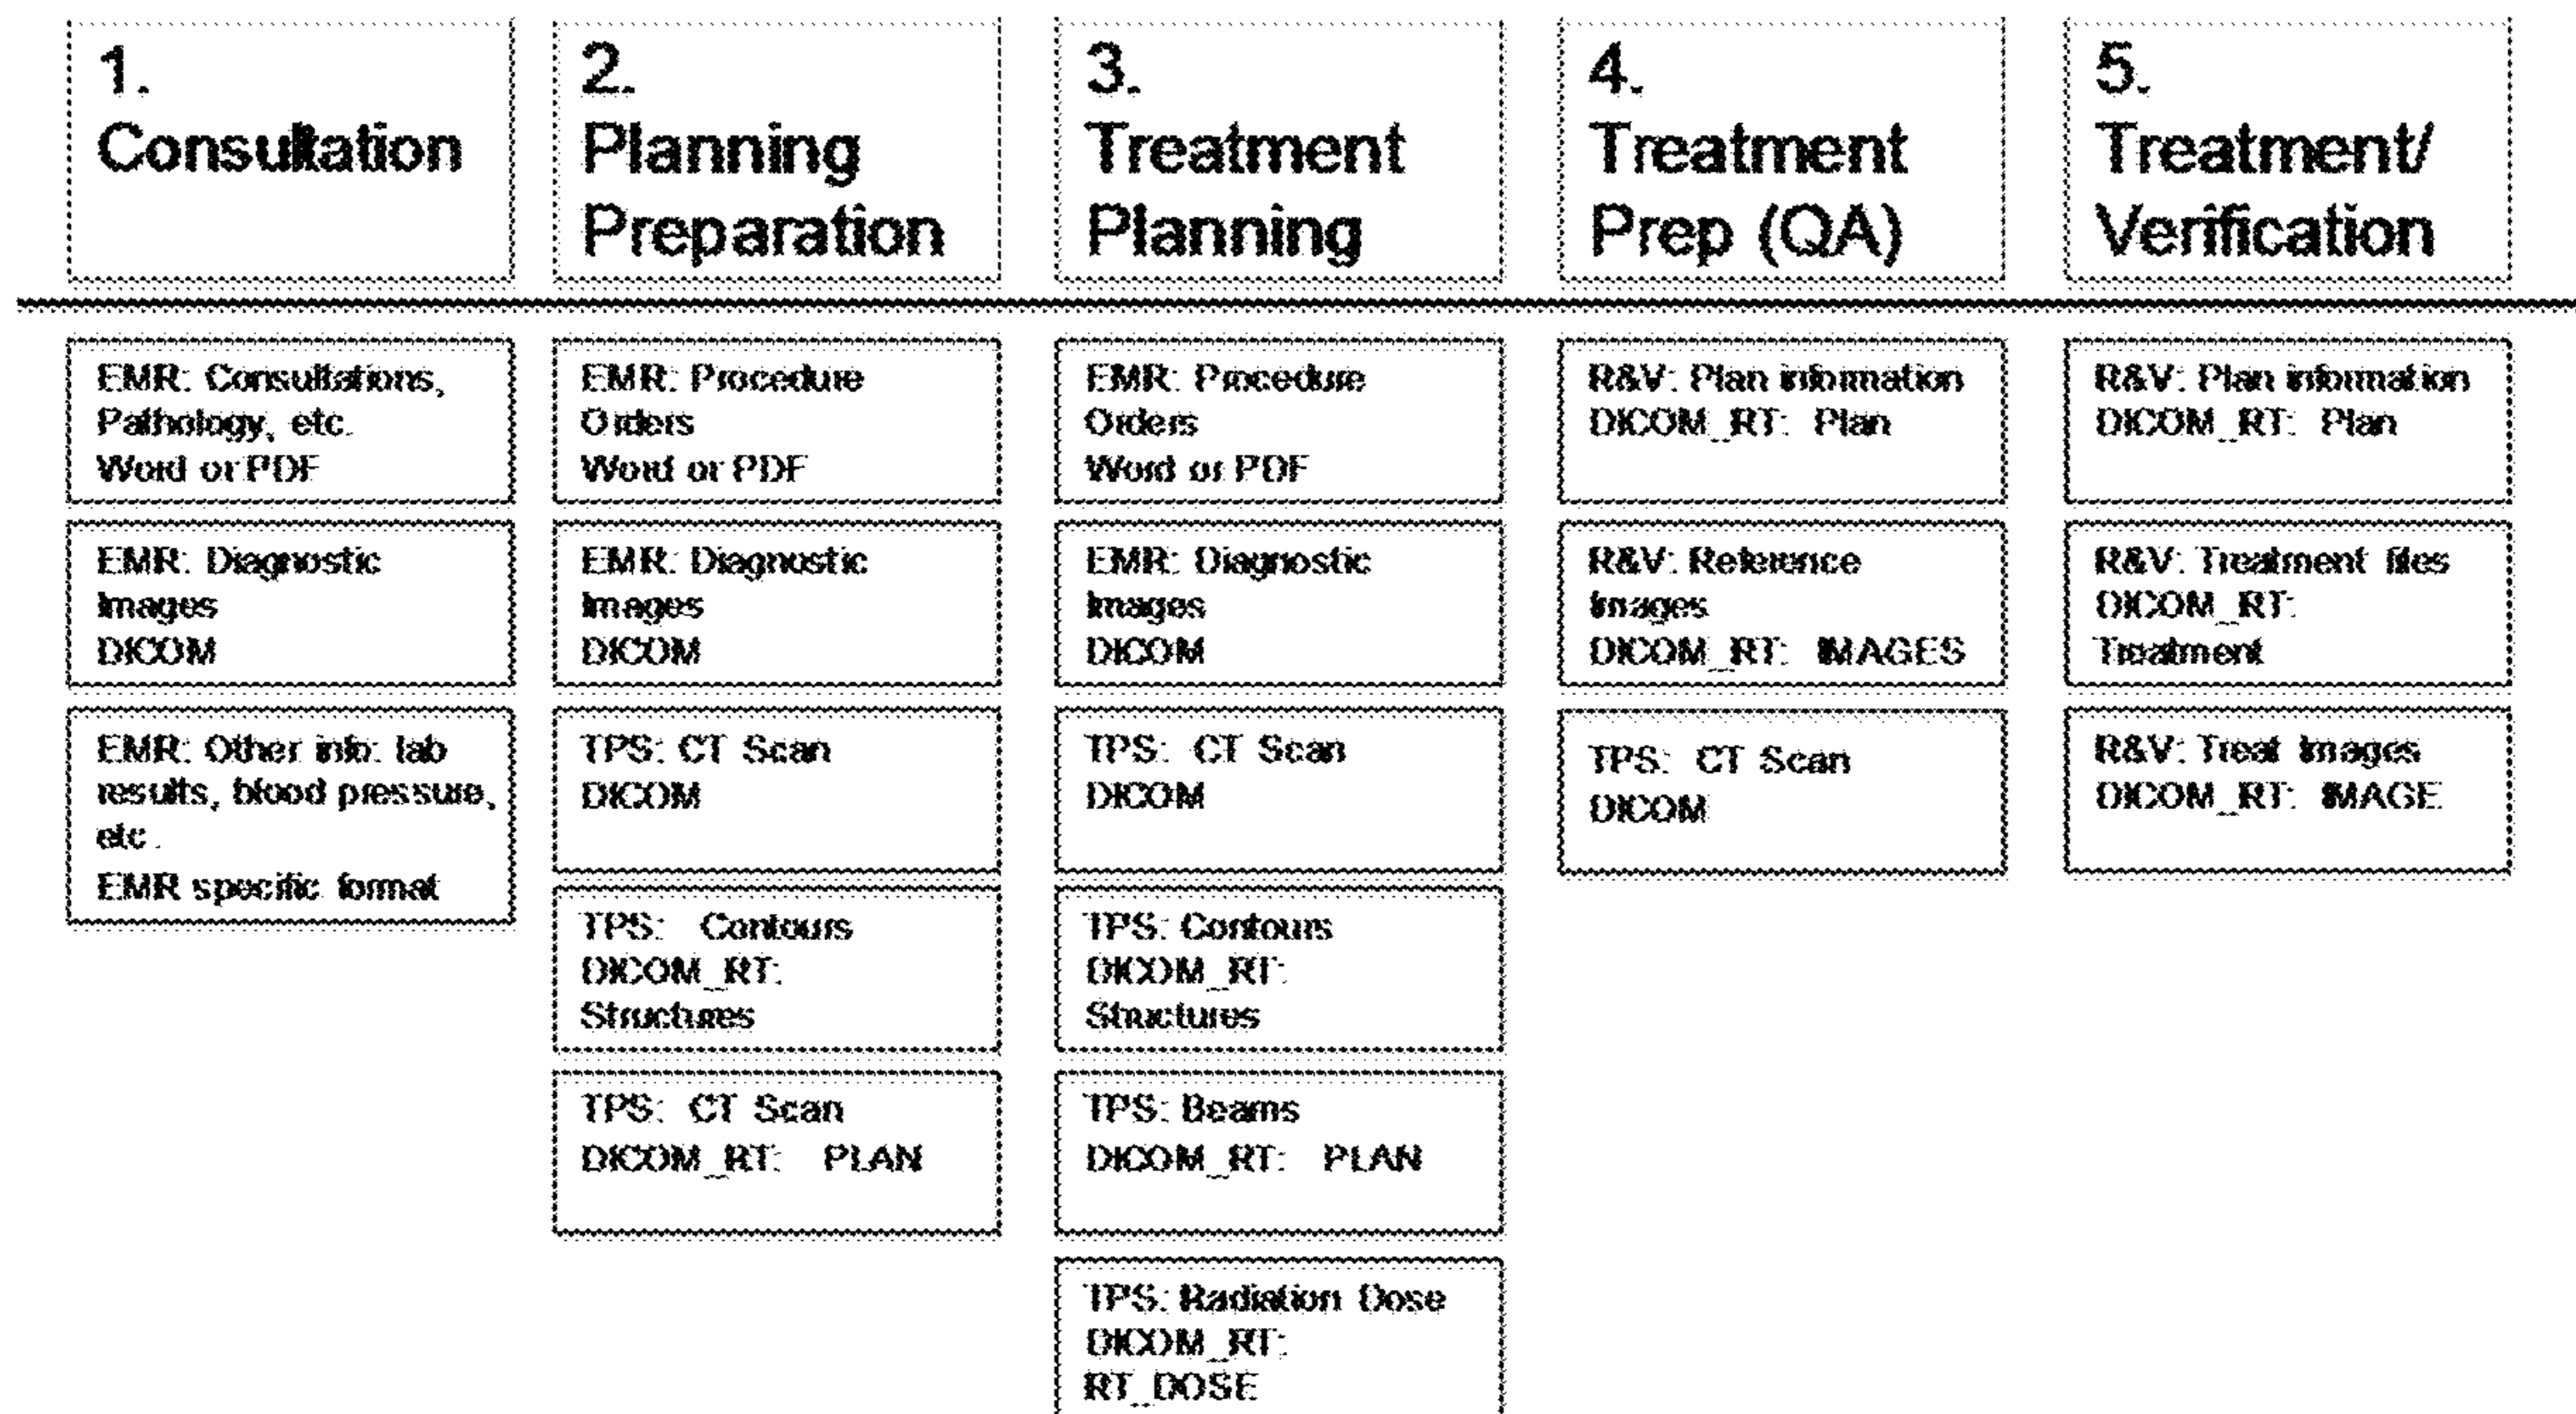 1.
Consultation
2.
Planning
Preparation
3.
Treatment
Planning
4.
Treatment
Prep (QA)
5.
Treatment/
Verification
EMR: Consultations,
Pathology, etc.
Word or PDF
EMR: Diagnostic
Images
DICOM
EMR: Other info: lab
results, blood pressure,
etc.
EMR specific format
EMR: Procedure
Orders
Word or PDF
EMR: Diagnostic
Images
DICOM
TPS: CT Scan
DICOM
TPS: Contours
DICOM_RT:
Structures
TPS: CT Scan
DICOM_RT: PLAN
EMR: Procedure
Orders
Word or PDF
EMR: Diagnostic
Images
DICOM
TPS: CT Scan
DICOM
TPS: Contours
DICOM_RT:
Structures
TPS: Beams
DICOM_RT: PLAN
TPS: Radiation Dose
DICOM_RT:
RT_DOSE
R&V: Plan information
DICOM_RT: Plan
R&V: Reference
Images
DICOM_RT: IMAGES
TPS: CT Scan
DICOM
R&V: Plan information
DICOM_RT: Plan
R&V: Treatment files
DICOM_RT:
Treatment
R&V: Treat Images
DICOM_RT: IMAGE